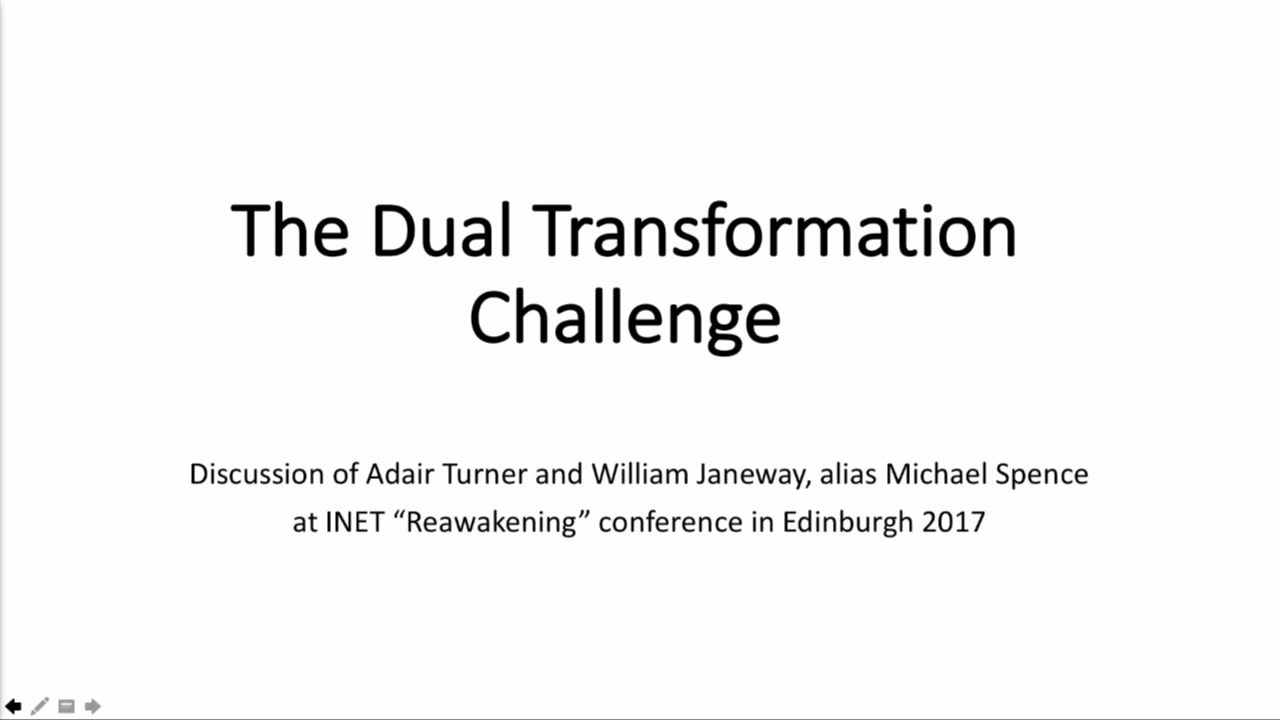 The Dual Transformation
Challenge
Discussion of Adair Turner and William Janeway, alias Michael Spence
at INET “Reawakening” conference in Edinburgh 2017